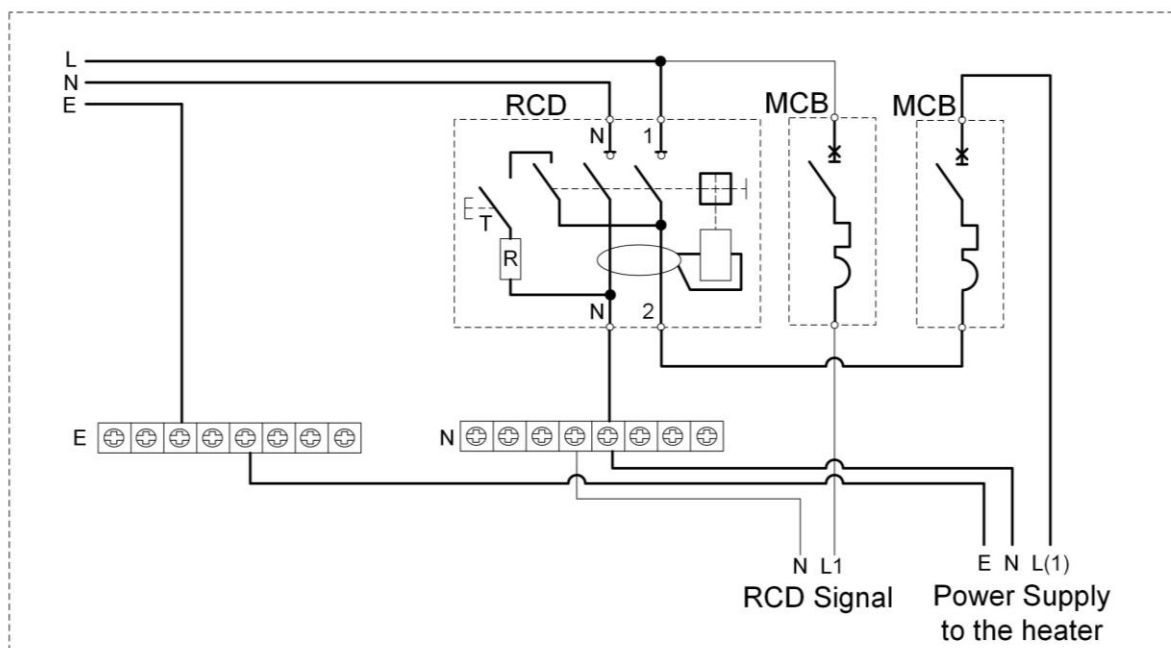 L
N
E
RCD
MCB
MCB
N
1
T
R
N
2
E
N
N L1
RCD Signal
E N L(1)
Power Supply
to the heater